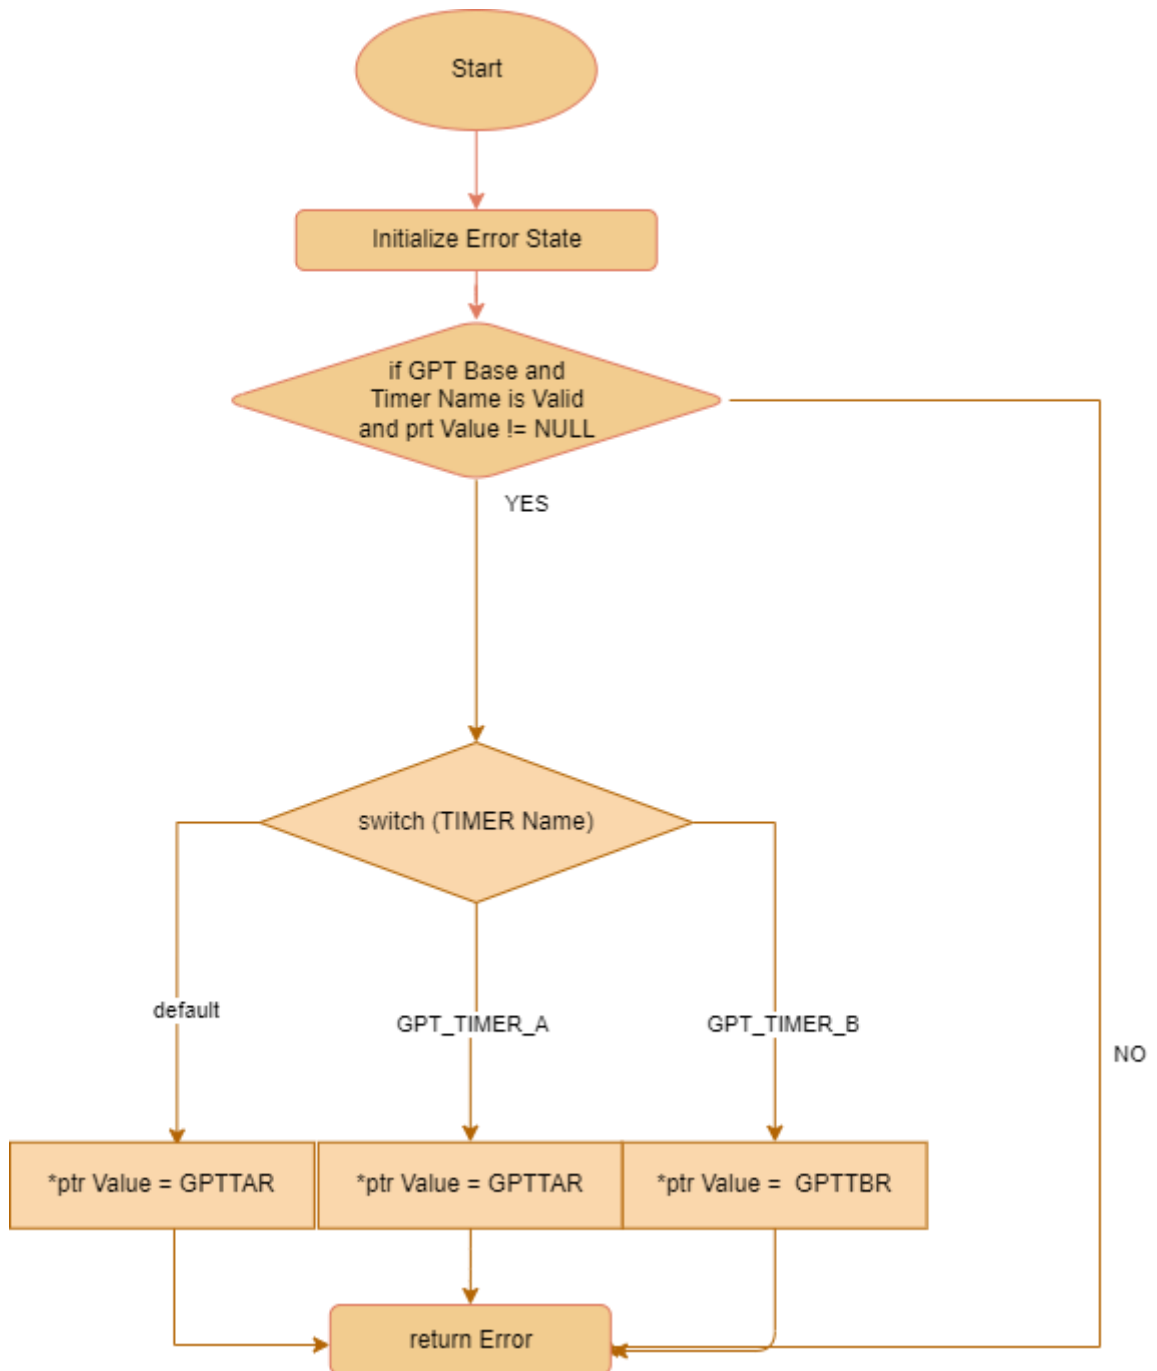 Start
Initialize Error State
if GPT Base and
Timer Name is Valid
and prt Value != NULL
YES
switch (TIMER Name)
default
GPT_TIMER_A
GPT_TIMER_B
NO
*ptr Value = GPTTAR
*ptr Value = GPTTAR
*ptr Value = GPTTBR
return Error